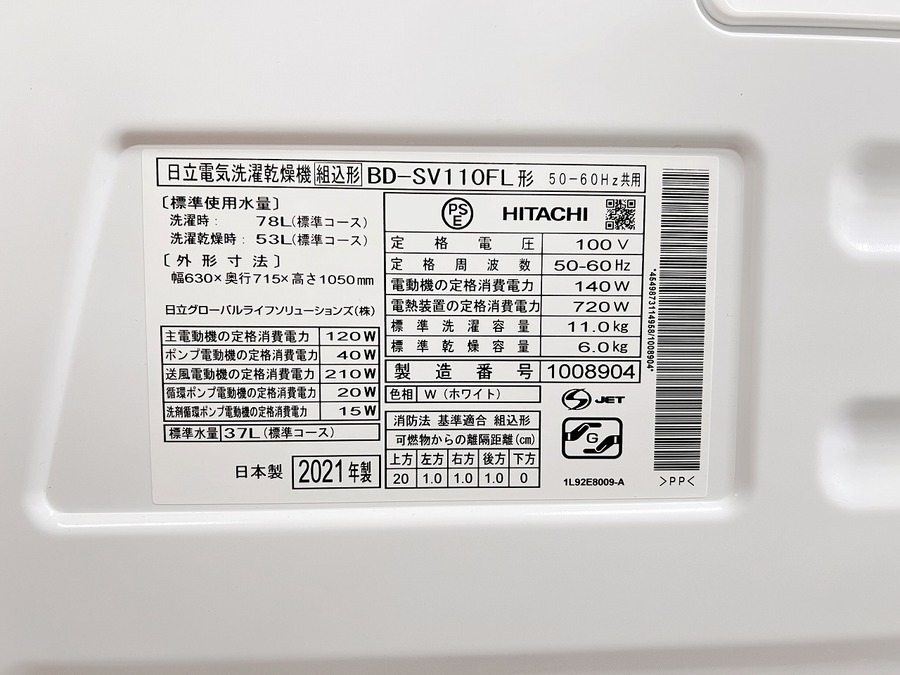 日立電気洗濯乾燥機 組込形 BD-SV110FL形 50-60Hz共用
〔標準使用水量〕
洗濯時： 78L(標準コース)
洗濯乾燥時： 53L(標準コース)
〔外形寸法〕
幅630×奥行715×高さ1050mm
日立グローバルライフソリューションズ(株)
主電動機の定格消費電力 120W
ポンプ電動機の定格消費電力 40W
送風電動機の定格消費電力 210W
循環ポンプ電動機の定格消費電力 20W
洗剤循環ポンプ電動機の定格消費電力 15W
標準水量 37L(標準コース)
日本製 2021年製
PSE HITACHI
定格電圧 100V
定格周波数 50-60Hz
電動機の定格消費電力 140W
電熱装置の定格消費電力 720W
標準洗濯容量 11.0kg
標準乾燥容量 6.0kg
製造番号 1008904
色相 W(ホワイト)
消防法 基準適合 組込形
可燃物からの離隔距離(cm)
上方 左方 右方 後方 下方
20 1.0 1.0 1.0 0
JET
G
1L92E8009-A
*4549873114958/1008904*
>PP<